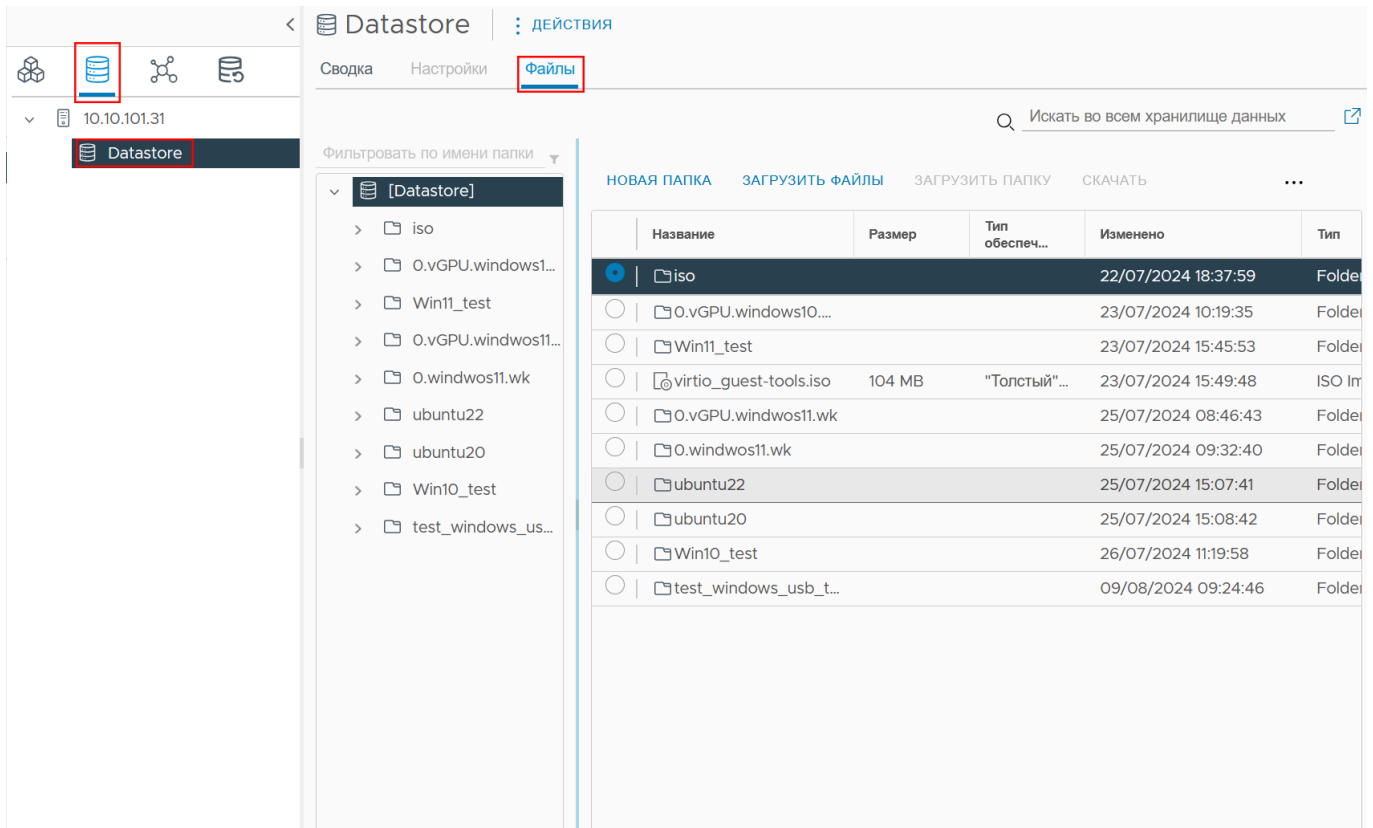 Datastore
ДЕЙСТВИЯ
Сводка
Настройки
Файлы
10.10.101.31
Datastore
Искать во всем хранилище данных
Фильтровать по имени папки
[Datastore]
iso
0.vGPU.windows1...
Win11_test
0.vGPU.windwos11...
0.windwos11.wk
ubuntu22
ubuntu20
Win10_test
test_windows_us...
НОВАЯ ПАПКА
ЗАГРУЗИТЬ ФАЙЛЫ
ЗАГРУЗИТЬ ПАПКУ
СКАЧАТЬ
...
Название Размер Тип обеспеч... Изменено Тип
iso 22/07/2024 18:37:59 Folder
0.vGPU.windows10.... 23/07/2024 10:19:35 Folder
Win11_test 23/07/2024 15:45:53 Folder
virtio_guest-tools.iso 104 MB "Толстый"... 23/07/2024 15:49:48 ISO Im
0.vGPU.windwos11.wk 25/07/2024 08:46:43 Folder
0.windwos11.wk 25/07/2024 09:32:40 Folder
ubuntu22 25/07/2024 15:07:41 Folder
ubuntu20 25/07/2024 15:08:42 Folder
Win10_test 26/07/2024 11:19:58 Folder
test_windows_usb_t... 09/08/2024 09:24:46 Folder